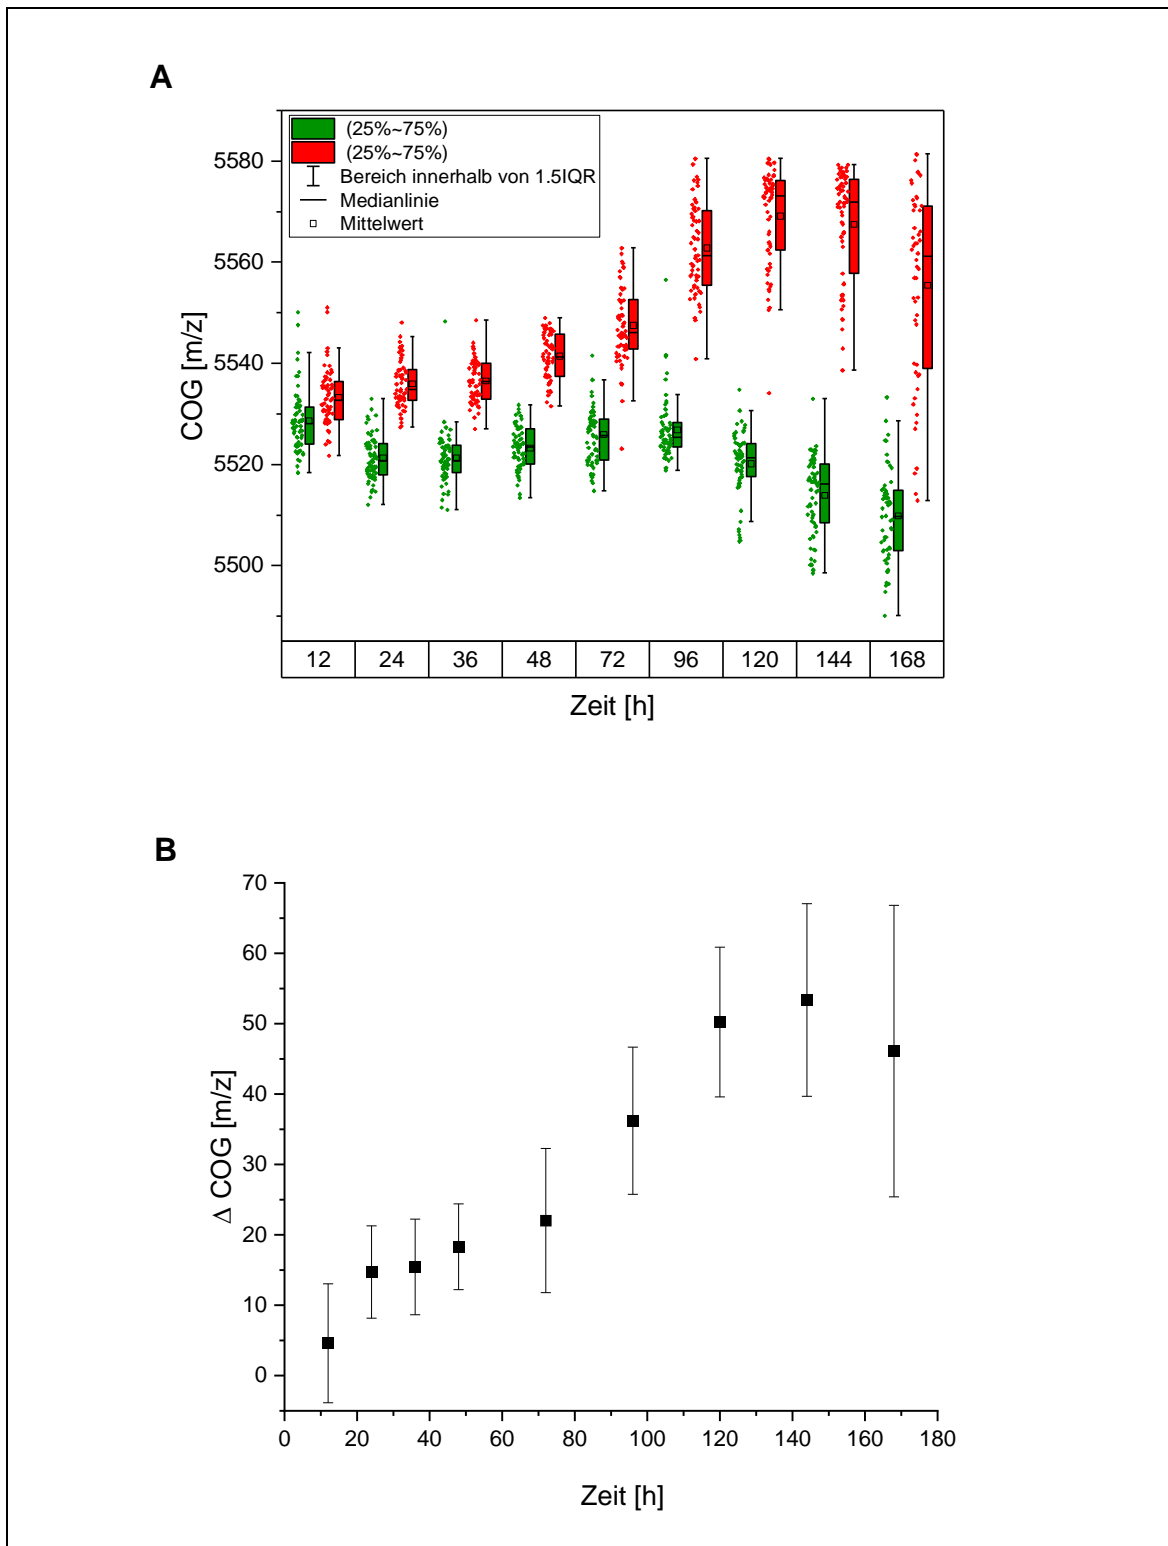 A
(25%~75%)
(25%~75%)
Bereich innerhalb von 1.5IQR
Medianlinie
Mittelwert
5580
5560
5540
5520
5500
COG [m/z]
12 24 36 48 72 96 120 144 168
Zeit [h]
B
70
60
50
40
30
20
10
0
Δ COG [m/z]
0 20 40 60 80 100 120 140 160 180
Zeit [h]